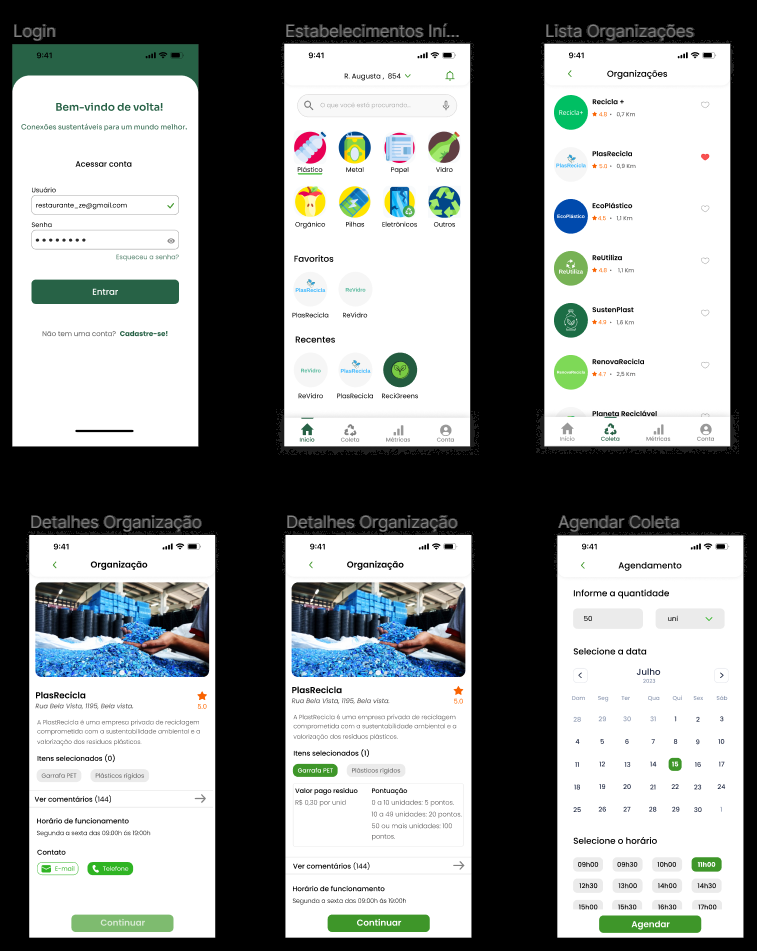 Login
9:41
Bem-vindo de volta!
Conexões sustentáveis para um mundo melhor.
Acessar conta
Usuário
restaurante_ze@gmail.com
Senha
Esqueceu a senha?
Entrar
Não tem uma conta? Cadastre-se!
Estabelecimentos Iní...
9:41
R. Augusta , 854
O que você está procurando..
Plástico Metal Papel Vidro
Orgânico Pilhas Eletrônicos Outros
Favoritos
PlasRecicla ReVidro
PlasRecicla ReVidro
Recentes
ReVidro PlasRecicla
ReVidro PlasRecicla ReciGreens
Início Coleta Métricas Conta
Lista Organizações
9:41
Organizações
Recicla+
Recicla +
4.8 • 0,7 Km
PlasRecicla
PlasRecicla
5.0 • 0,9 Km
EcoPlástico
EcoPlástico
4.5 • 1,1 Km
ReUtiliza
ReUtiliza
4.8 • 1,1 Km
SustenPlast
4.9 • 1,6 Km
RenovaRecicla
RenovaRecicla
4.7 • 2,5 Km
Planeta Reciclável
Início Coleta Métricas Conta
Detalhes Organização
9:41
Organização
PlasRecicla
Rua Bela Vista, 1195, Bela vista.
5.0
A PlastRecicla é uma empresa privada de reciclagem
comprometida com a sustentabilidade ambiental e a
valorização dos resíduos plásticos.
Itens selecionados (0)
Garrafa PET Plásticos rígidos
Ver comentários (144)
Horário de funcionamento
Segunda a sexta das 09:00h ás 19:00h
Contato
E-mail Telefone
Continuar
Detalhes Organização
9:41
Organização
PlasRecicla
Rua Bela Vista, 1195, Bela vista.
5.0
A PlastRecicla é uma empresa privada de reciclagem
comprometida com a sustentabilidade ambiental e a
valorização dos resíduos plásticos.
Itens selecionados (1)
Garrafa PET Plásticos rígidos
Valor pago resíduo Pontuação
R$ 0,30 por unid 0 a 10 unidades: 5 pontos.
10 a 49 unidades: 20 pontos.
50 ou mais unidades: 100
pontos.
Ver comentários (144)
Horário de funcionamento
Segunda a sexta das 09:00h ás 19:00h
Continuar
Agendar Coleta
9:41
Agendamento
Informe a quantidade
50 uni
Selecione a data
Julho
2023
Dom Seg Ter Qua Qui Sex Sáb
28 29 30 31 1 2 3
4 5 6 7 8 9 10
11 12 13 14 15 16 17
18 19 20 21 22 23 24
25 26 27 28 29 30 1
Selecione o horário
09h00 09h30 10h00 11h00
12h30 13h00 14h00 14h30
15h00 15h30 16h30 17h00
Agendar